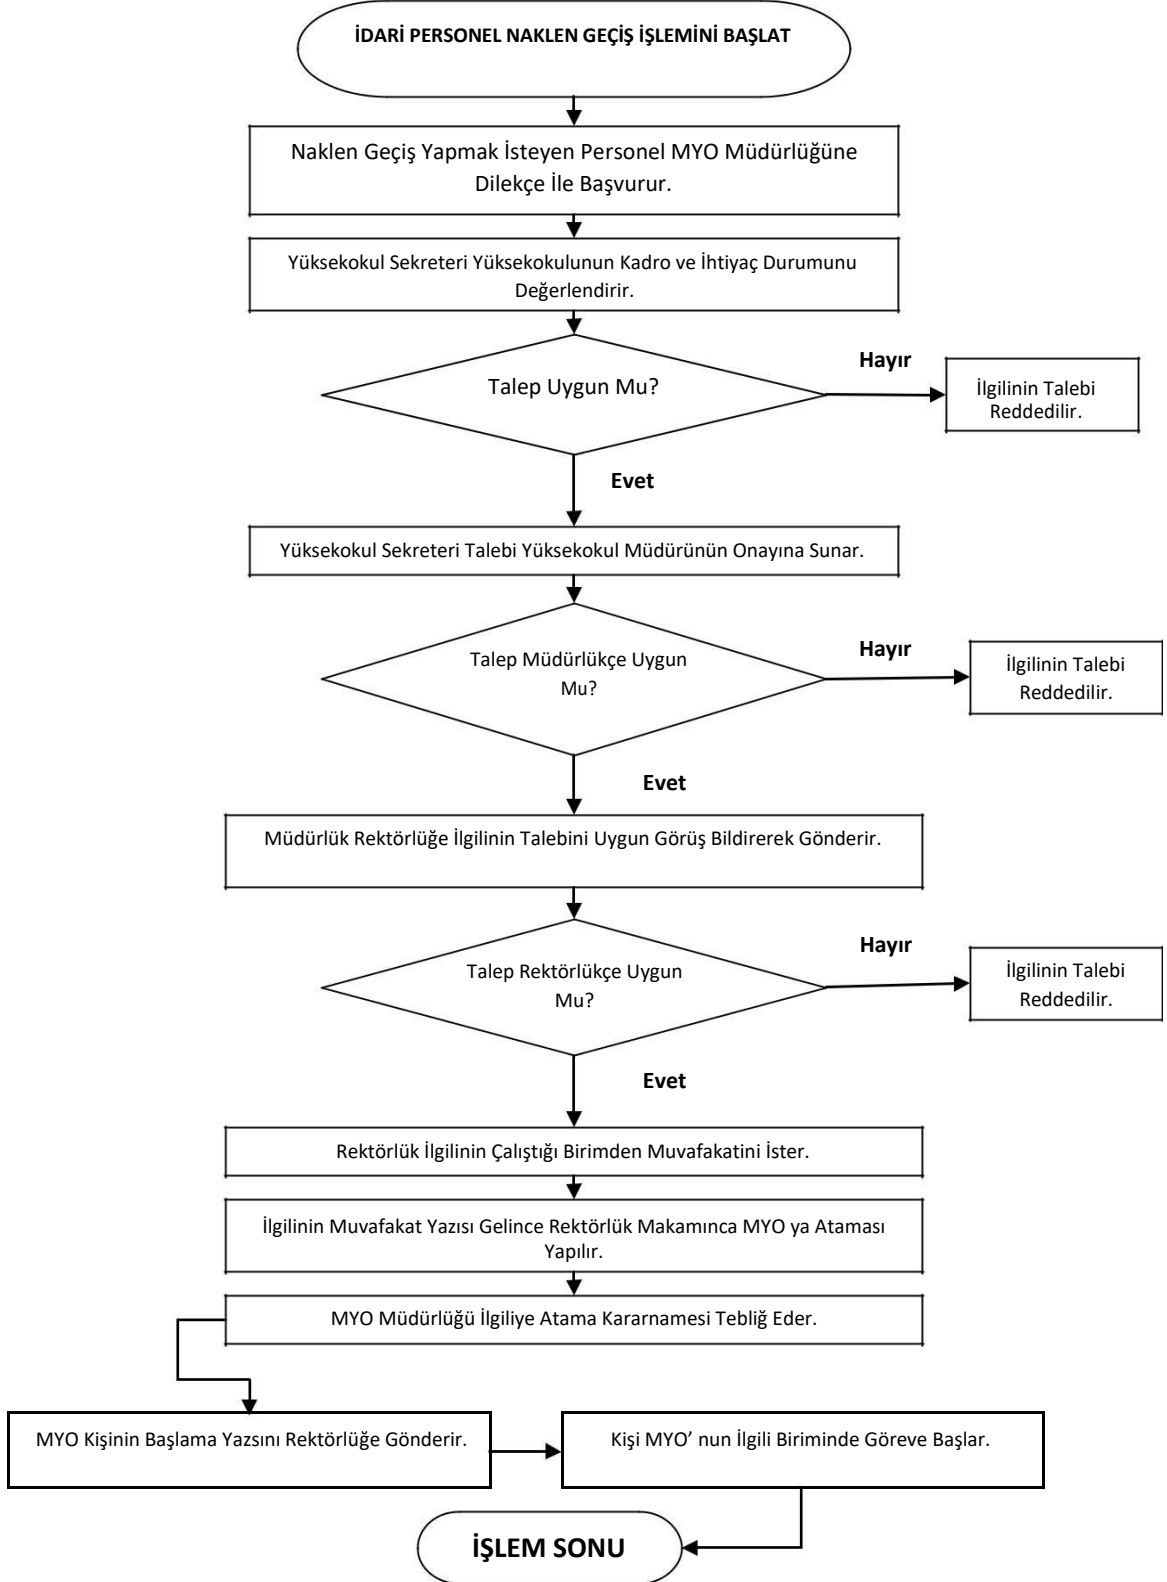 İDARİ PERSONEL NAKLEN GEÇİŞ İŞLEMİNİ BAŞLAT
Naklen Geçiş Yapmak İsteyen Personel MYO Müdürlüğüne
Dilekçe İle Başvurur.
Yüksekokul Sekreteri Yüksekokulunun Kadro ve İhtiyaç Durumunu
Değerlendirir.
Talep Uygun Mu?
Hayır
İlgilinin Talebi
Reddedilir.
Evet
Yüksekokul Sekreteri Talebi Yüksekokul Müdürünün Onayına Sunar.
Talep Müdürlükçe Uygun
Mu?
Hayır
İlgilinin Talebi
Reddedilir.
Evet
Müdürlük Rektörlüğe İlgilinin Talebini Uygun Görüş Bildirerek Gönderir.
Talep Rektörlükçe Uygun
Mu?
Hayır
İlgilinin Talebi
Reddedilir.
Evet
Rektörlük İlgilinin Çalıştığı Birimden Muvafakatini İster.
İlgilinin Muvafakat Yazısı Gelince Rektörlük Makamınca MYO ya Ataması
Yapılır.
MYO Müdürlüğü İlgiliye Atama Kararnamesi Tebliğ Eder.
MYO Kişinin Başlama Yazsını Rektörlüğe Gönderir.
Kişi MYO’ nun İlgili Biriminde Göreve Başlar.
İŞLEM SONU